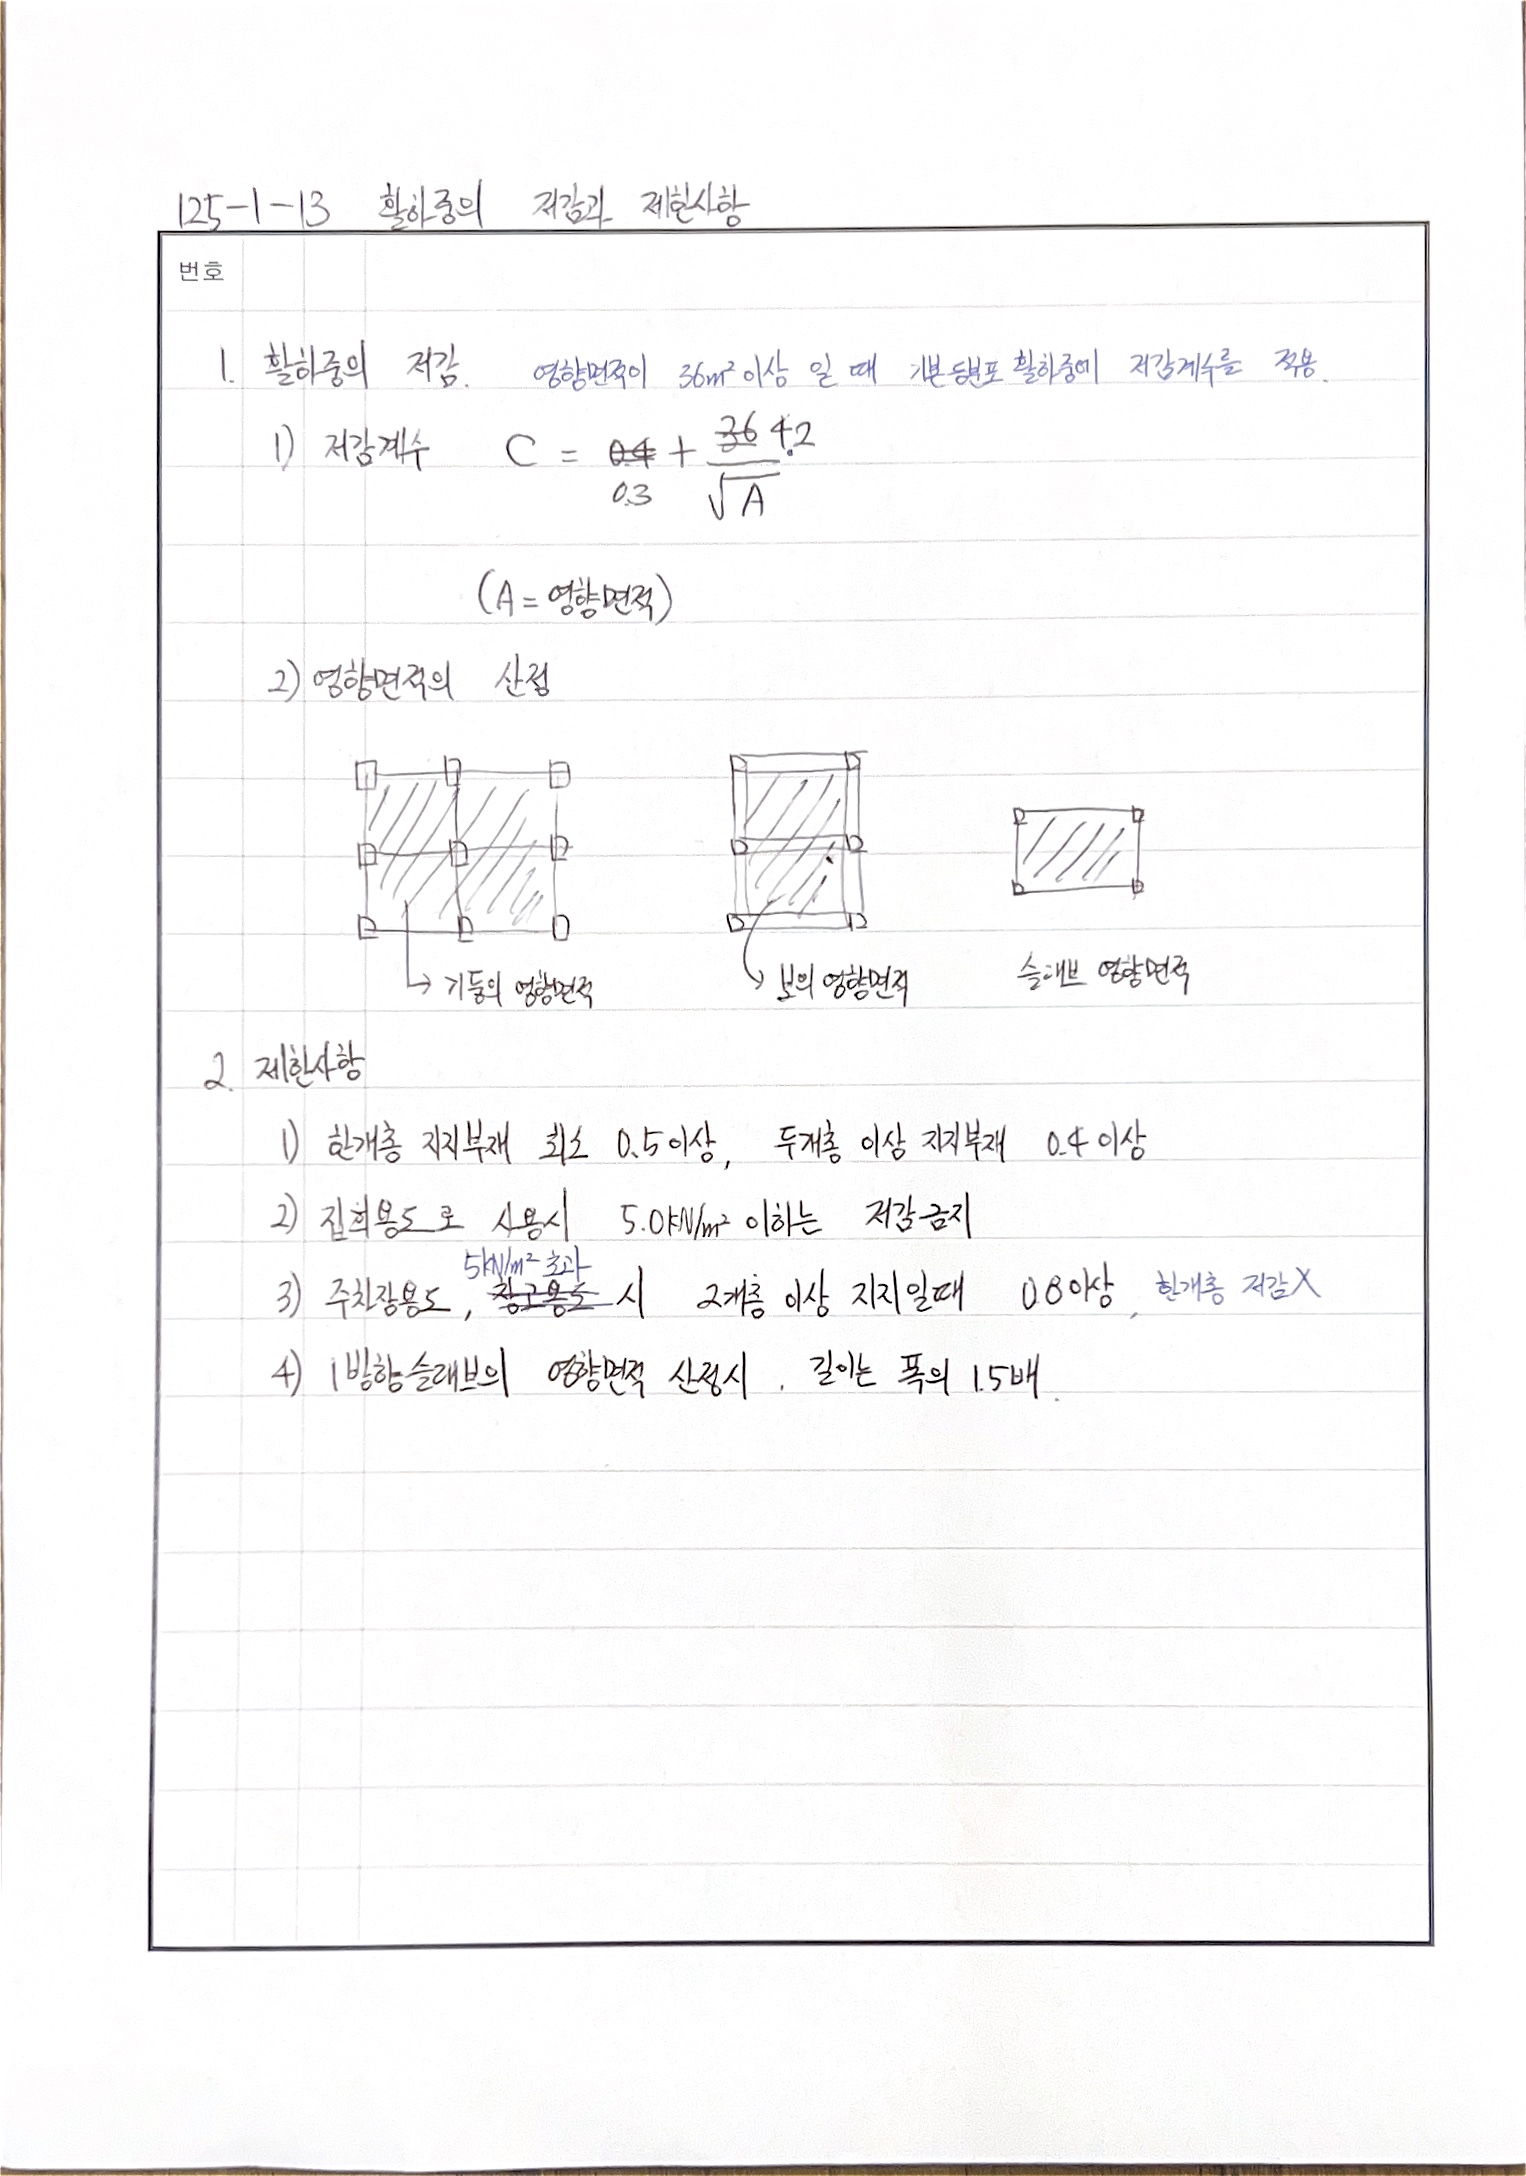 125-1-13 활하중의 저감과 제한사항
번호
1. 활하중의 저감. 영향면적이 36m² 이상 일 때 기본등분포 활하중에 저감계수를 적용.
1) 저감계수 C = 0.4 + 36 4.2
0.3 √A
(A = 영향면적)
2) 영향면적의 산정
→ 기둥의 영향면적
→ 보의 영향면적
슬래브 영향면적
2. 제한사항
1) 한개층 지지부재 최소 0.5이상, 두개층 이상 지지부재 0.4 이상
2) 집회용도로 사용시 5.0kN/m² 이하는 저감금지
5kN/m² 초과
3) 주차장용도, 창고용도 시 2개층 이상 지지일때 0.8이상, 한개층 저감X
4) 1방향슬래브의 영향면적 산정시. 길이는 폭의 1.5배.